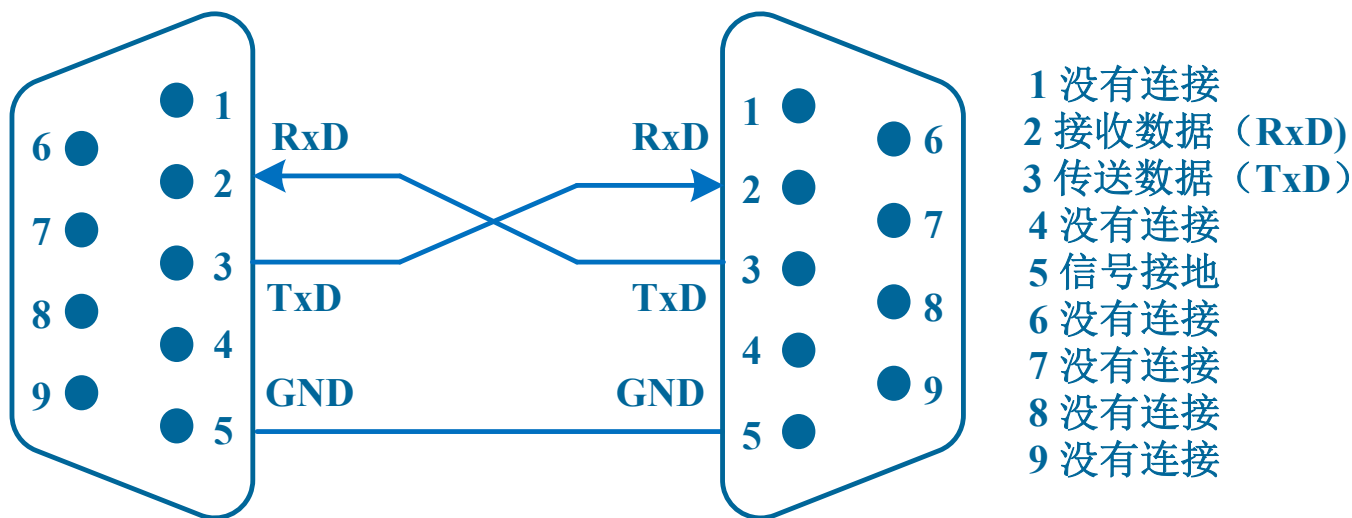 1
2
3
4
5
6
7
8
9
RxD
TxD
GND
RxD
TxD
GND
1
2
3
4
5
6
7
8
9
1 没有连接
2 接收数据（RxD)
3 传送数据（TxD）
4 没有连接
5 信号接地
6 没有连接
7 没有连接
8 没有连接
9 没有连接